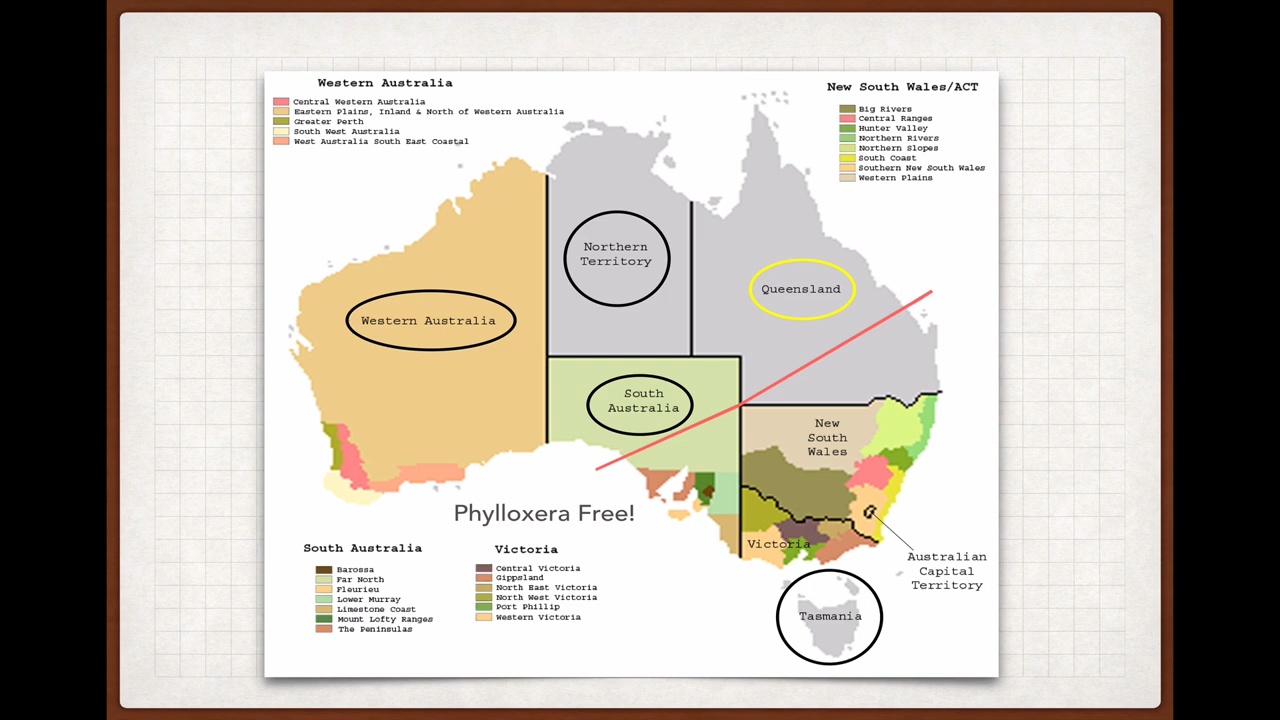 Western Australia
Central Western Australia
Eastern Plains, Inland & North of Western Australia
Greater Perth
South West Australia
West Australia South East Coastal
New South Wales/ACT
Big Rivers
Central Ranges
Hunter Valley
Northern Rivers
Northern Slopes
South Coast
Southern New South Wales
Western Plains
Northern
Territory
Queensland
Western Australia
South
Australia
New
South
Wales
Phylloxera Free!
Victoria
Australian
Capital
Territory
Tasmania
South Australia
Barossa
Far North
Fleurieu
Lower Murray
Limestone Coast
Mount Lofty Ranges
The Peninsulas
Victoria
Central Victoria
Gippsland
North East Victoria
North West Victoria
Port Phillip
Western Victoria